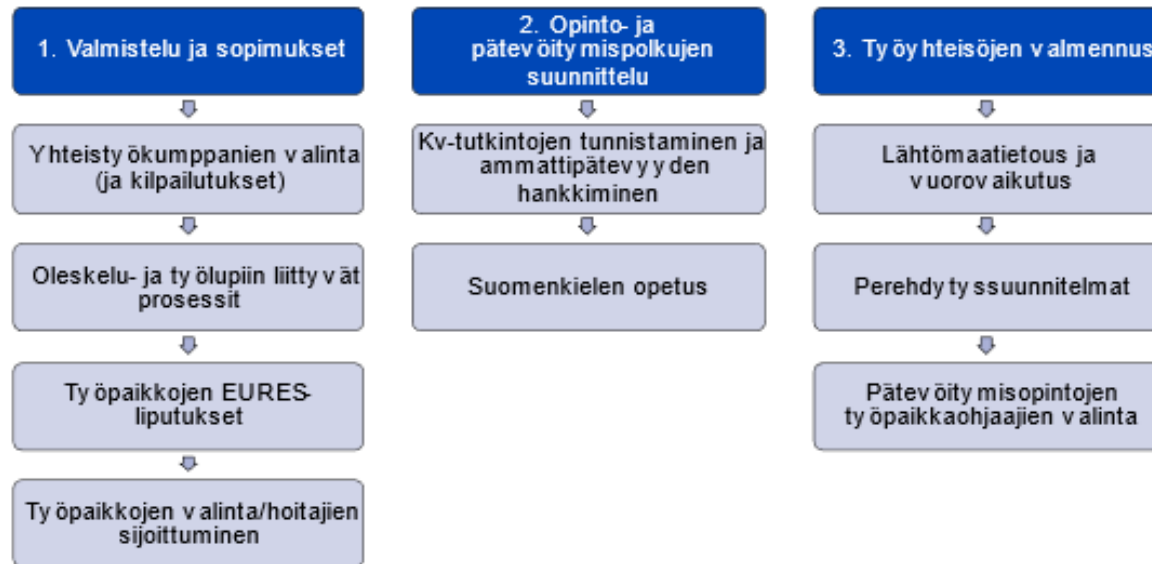 1. Valmistelu ja sopimukset
Yhteistyökumppanien valinta
(ja kilpailutukset)
Oleskelu- ja työlupiin liittyvät
prosessit
Työpaikkojen EURES-
liputukset
Työpaikkojen valinta/hoitajien
sijoittuminen
2. Opinto- ja
pätevöitymispolkujen
suunnittelu
Kv-tutkintojen tunnistaminen ja
ammattipätevyyden
hankkiminen
Suomenkielen opetus
3. Työyhteisöjen valmennus
Lähtömaatietous ja
vuorovaikutus
Perehdytyssuunnitelmat
Pätevöitymisopintojen
työpaikkaohjaajien valinta